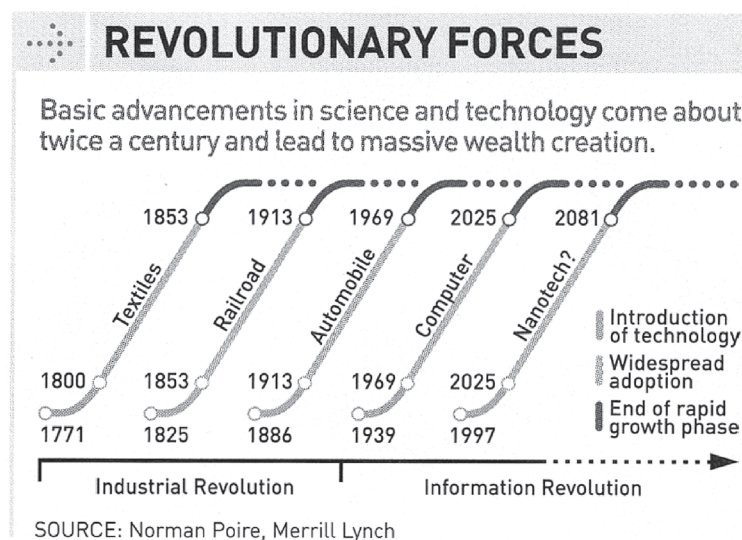 REVOLUTIONARY FORCES
Basic advancements in science and technology come about
twice a century and lead to massive wealth creation.
1853 1913 1969 2025 2081
Textiles Railroad Automobile Computer Nanotech?
1800 1853 1913 1969 2025
1771 1825 1886 1939 1997
Introduction
of technology
Widespread
adoption
End of rapid
growth phase
Industrial Revolution Information Revolution
SOURCE: Norman Poire, Merrill Lynch